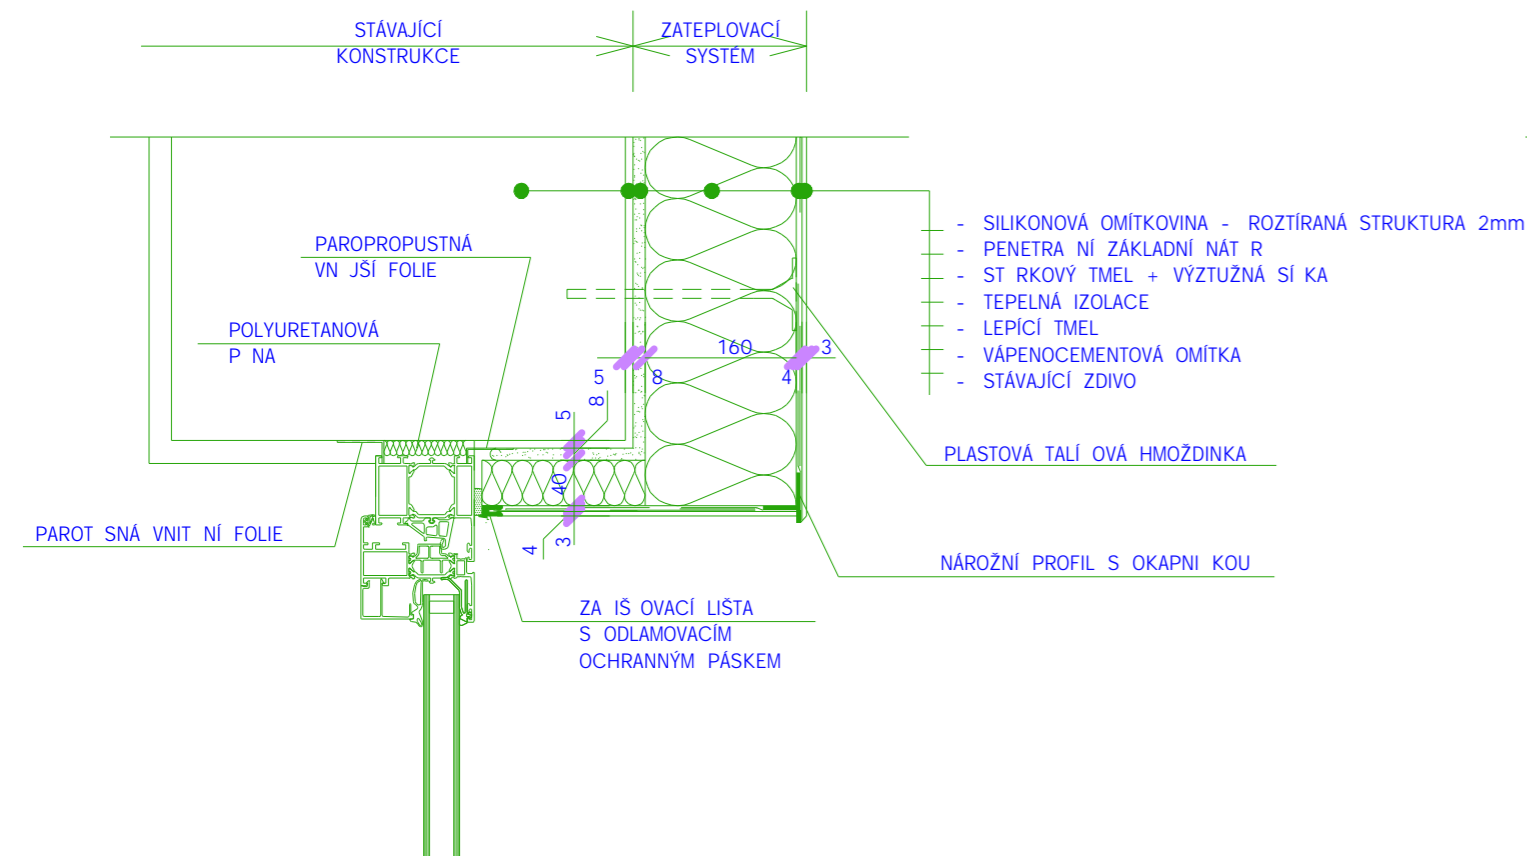 STÁVAJÍCÍ
KONSTRUKCE
ZATEPLOVACÍ
SYSTÉM
- SILIKONOVÁ OMÍTKOVINA - ROZTÍRANÁ STRUKTURA 2mm
- PENETRA NÍ ZÁKLADNÍ NÁT R
- ST RKOVÝ TMEL + VÝZTUŽNÁ SÍ KA
- TEPELNÁ IZOLACE
- LEPÍCÍ TMEL
- VÁPENOCEMENTOVÁ OMÍTKA
- STÁVAJÍCÍ ZDIVO
PAROPROPUSTNÁ
VN JŠÍ FOLIE
POLYURETANOVÁ
P NA
160
3
5
8
4
5
8
40
4
3
PLASTOVÁ TALÍ OVÁ HMOŽDINKA
PAROT SNÁ VNIT NÍ FOLIE
NÁROŽNÍ PROFIL S OKAPNI KOU
ZA IŠ OVACÍ LIŠTA
S ODLAMOVACÍM
OCHRANNÝM PÁSKEM